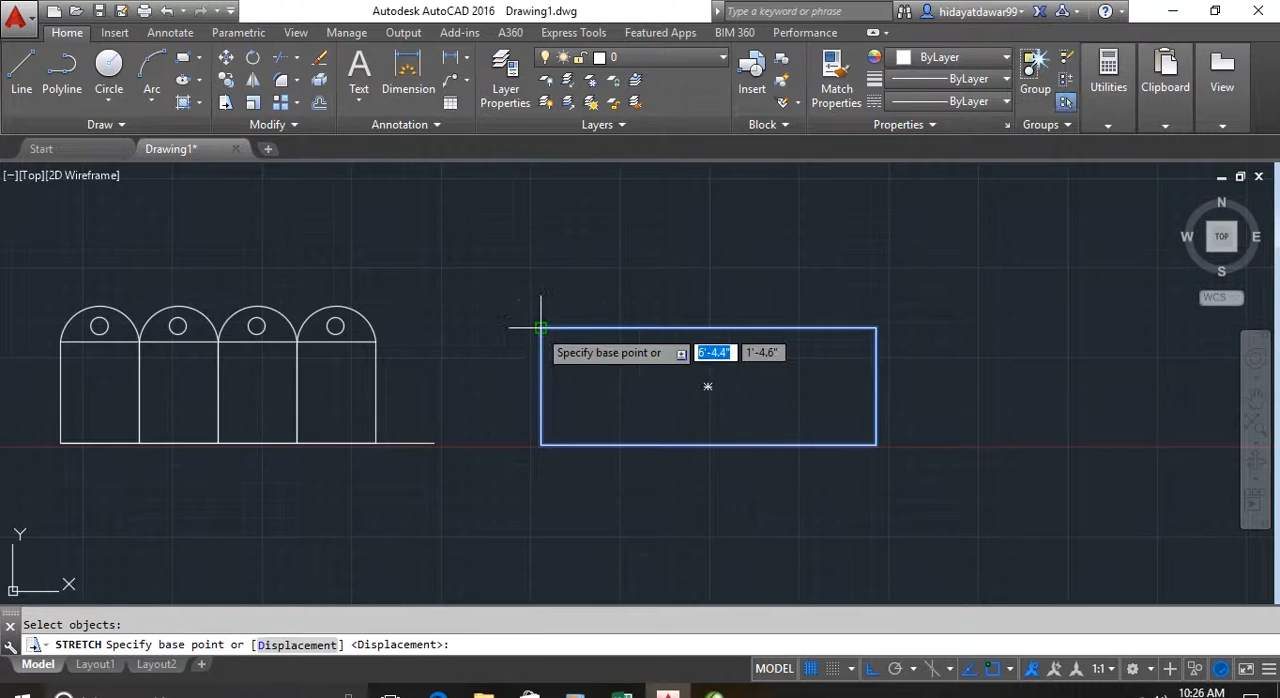 Autodesk AutoCAD 2016 Drawing1.dwg
Type a keyword or phrase
hidayatdawar99
Home Insert Annotate Parametric View Manage Output Add-ins A360 Express Tools Featured Apps BIM 360 Performance
Line Polyline Circle Arc
Text Dimension
Layer Properties
0
Insert
Match Properties
ByLayer
ByLayer
ByLayer
Group
Utilities
Clipboard
View
Draw Modify Annotation Layers Block Properties Groups
Start Drawing1*
[−][Top][2D Wireframe]
N
W TOP E
S
WCS
Specify base point or 6'-4.4" 1'-4.6"
Y
X
Select objects:
STRETCH Specify base point or [Displacement] <Displacement>:
Model Layout1 Layout2 +
MODEL 1:1
10:26 AM